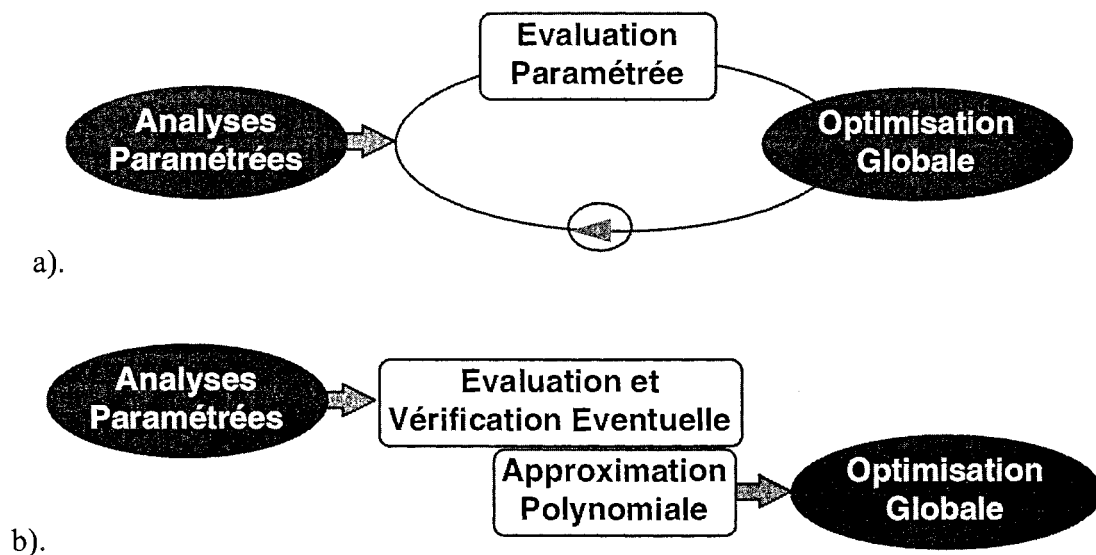 Evaluation
Paramétrée
Analyses
Paramétrées
Optimisation
Globale
a).
Analyses
Paramétrées
Evaluation et
Vérification Eventuelle
Approximation
Polynomiale
Optimisation
Globale
b).